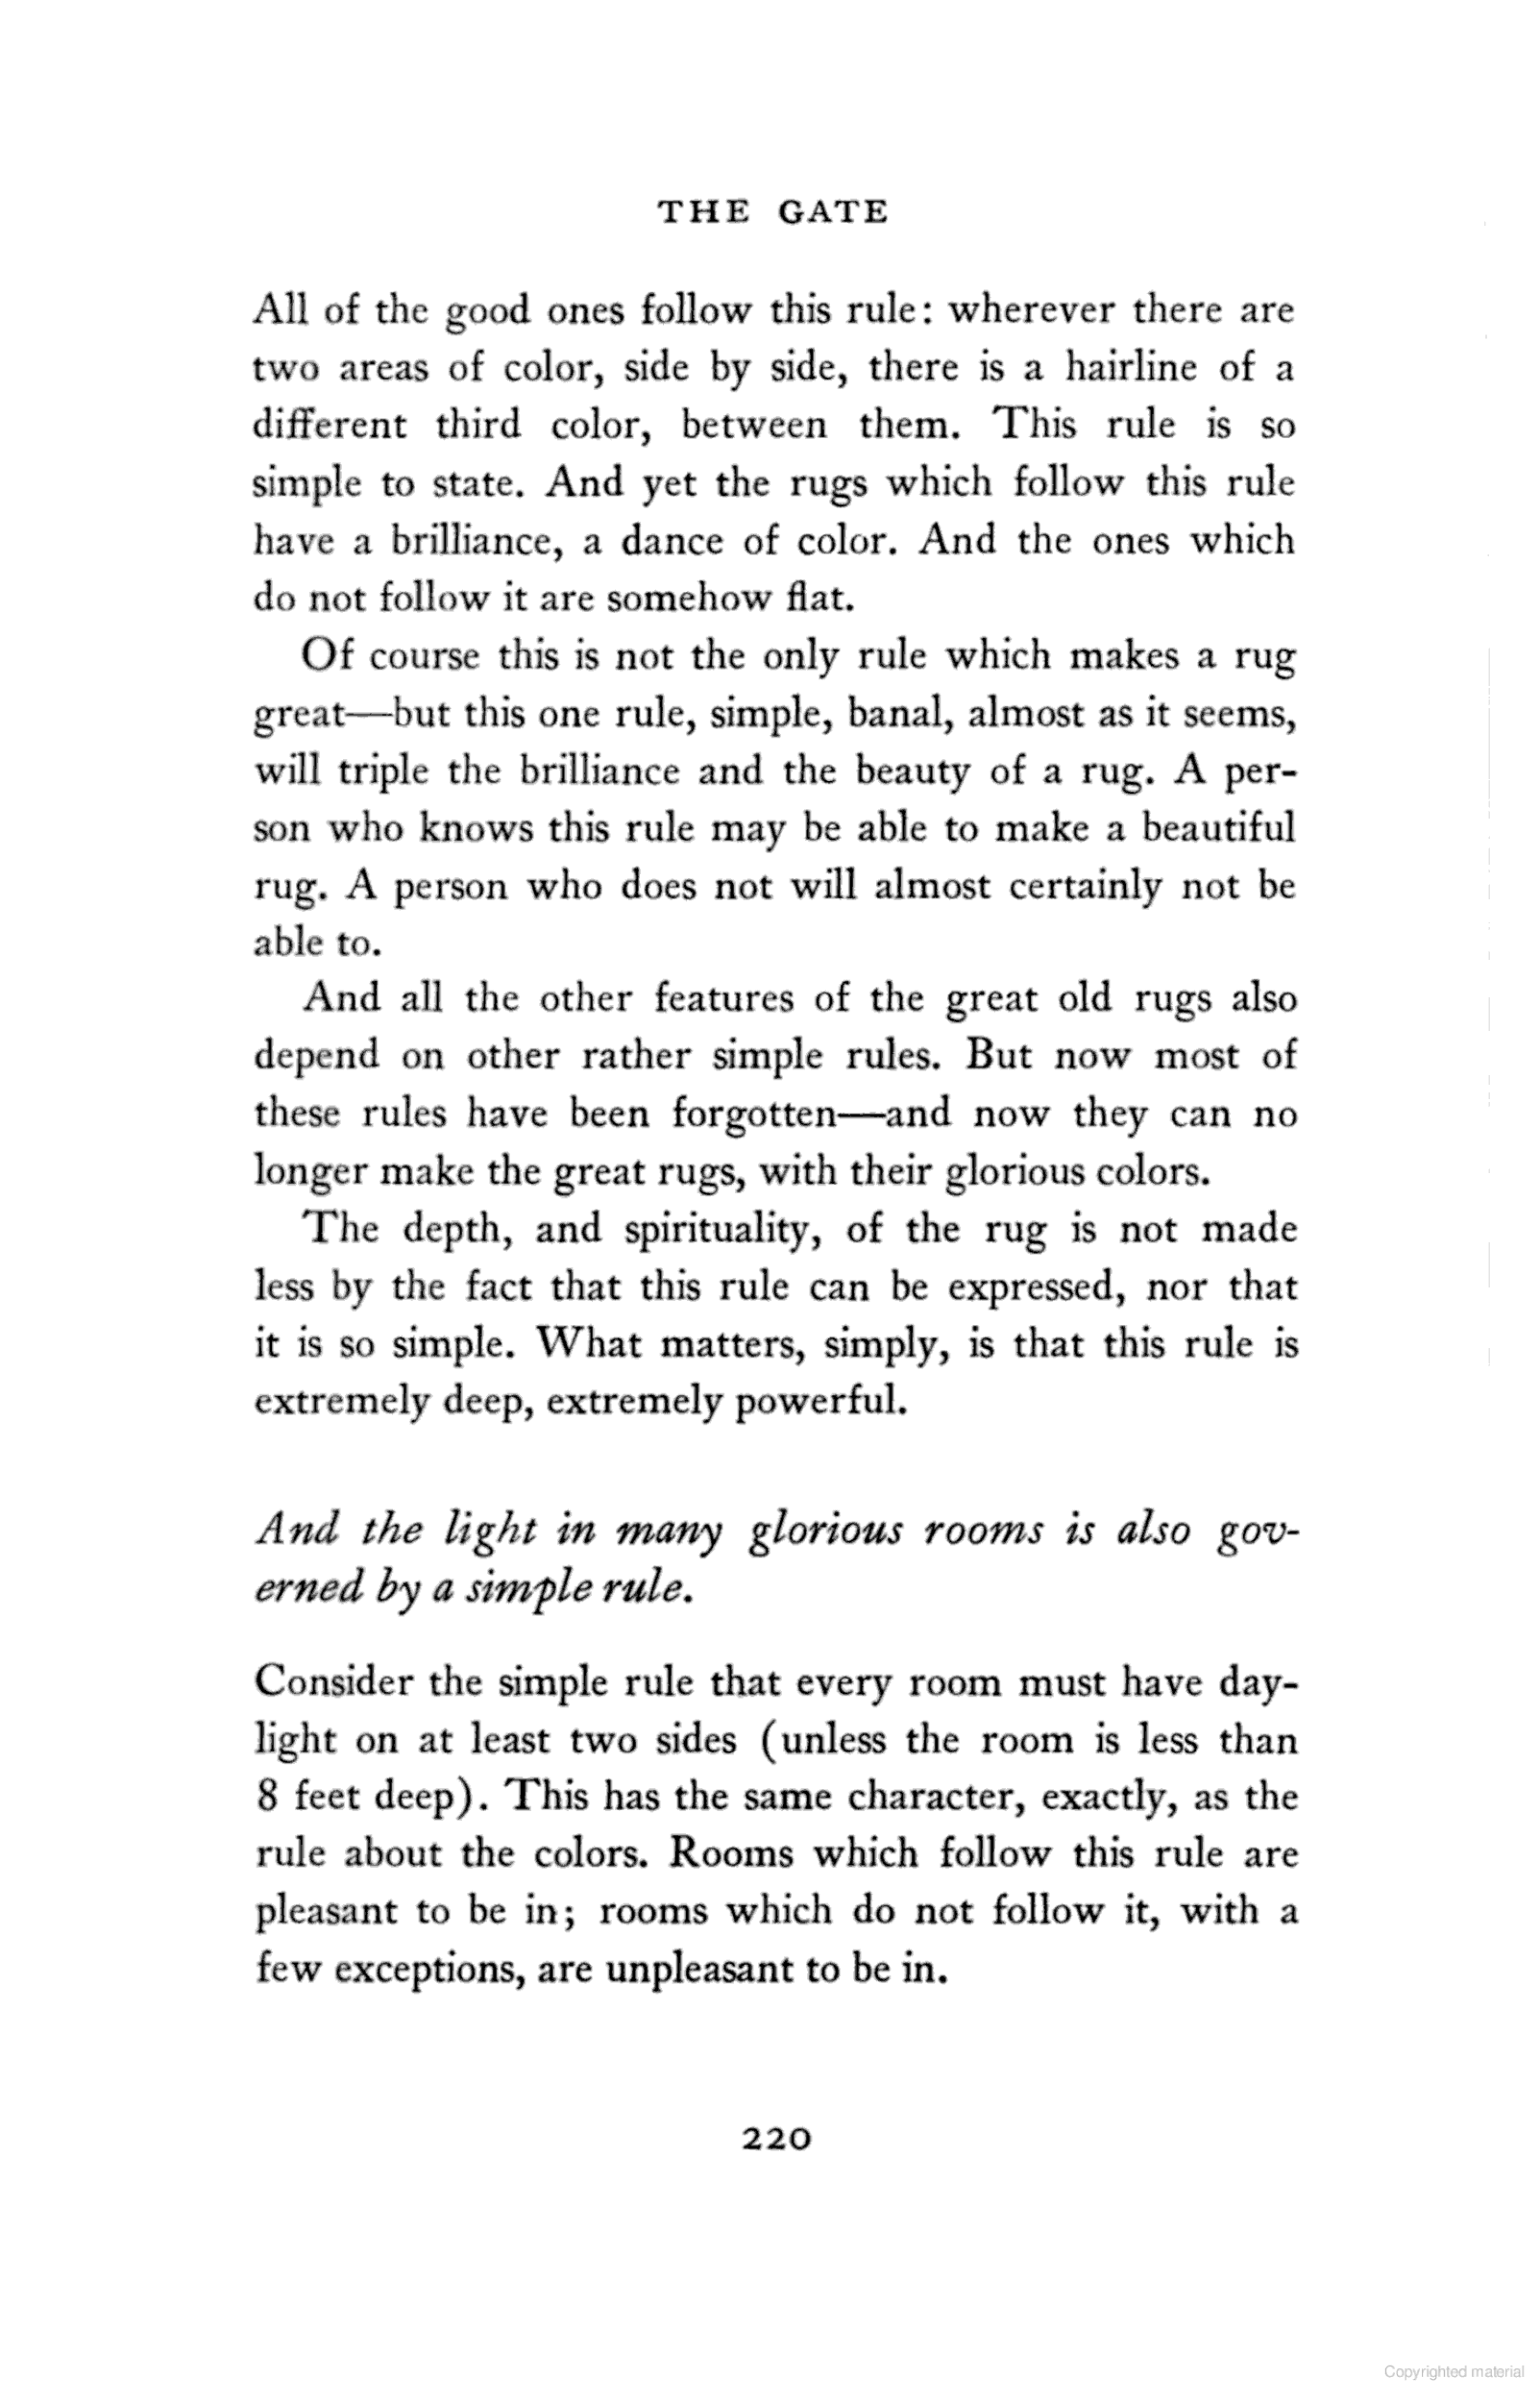 THE GATE
All of the good ones follow this rule: wherever there are
two areas of color, side by side, there is a hairline of a
different third color, between them. This rule is so
simple to state. And yet the rugs which follow this rule
have a brilliance, a dance of color. And the ones which
do not follow it are somehow flat.
Of course this is not the only rule which makes a rug
great—but this one rule, simple, banal, almost as it seems,
will triple the brilliance and the beauty of a rug. A per-
son who knows this rule may be able to make a beautiful
rug. A person who does not will almost certainly not be
able to.
And all the other features of the great old rugs also
depend on other rather simple rules. But now most of
these rules have been forgotten—and now they can no
longer make the great rugs, with their glorious colors.
The depth, and spirituality, of the rug is not made
less by the fact that this rule can be expressed, nor that
it is so simple. What matters, simply, is that this rule is
extremely deep, extremely powerful.
And the light in many glorious rooms is also gov-
erned by a simple rule.
Consider the simple rule that every room must have day-
light on at least two sides (unless the room is less than
8 feet deep). This has the same character, exactly, as the
rule about the colors. Rooms which follow this rule are
pleasant to be in; rooms which do not follow it, with a
few exceptions, are unpleasant to be in.
220
Copyrighted material